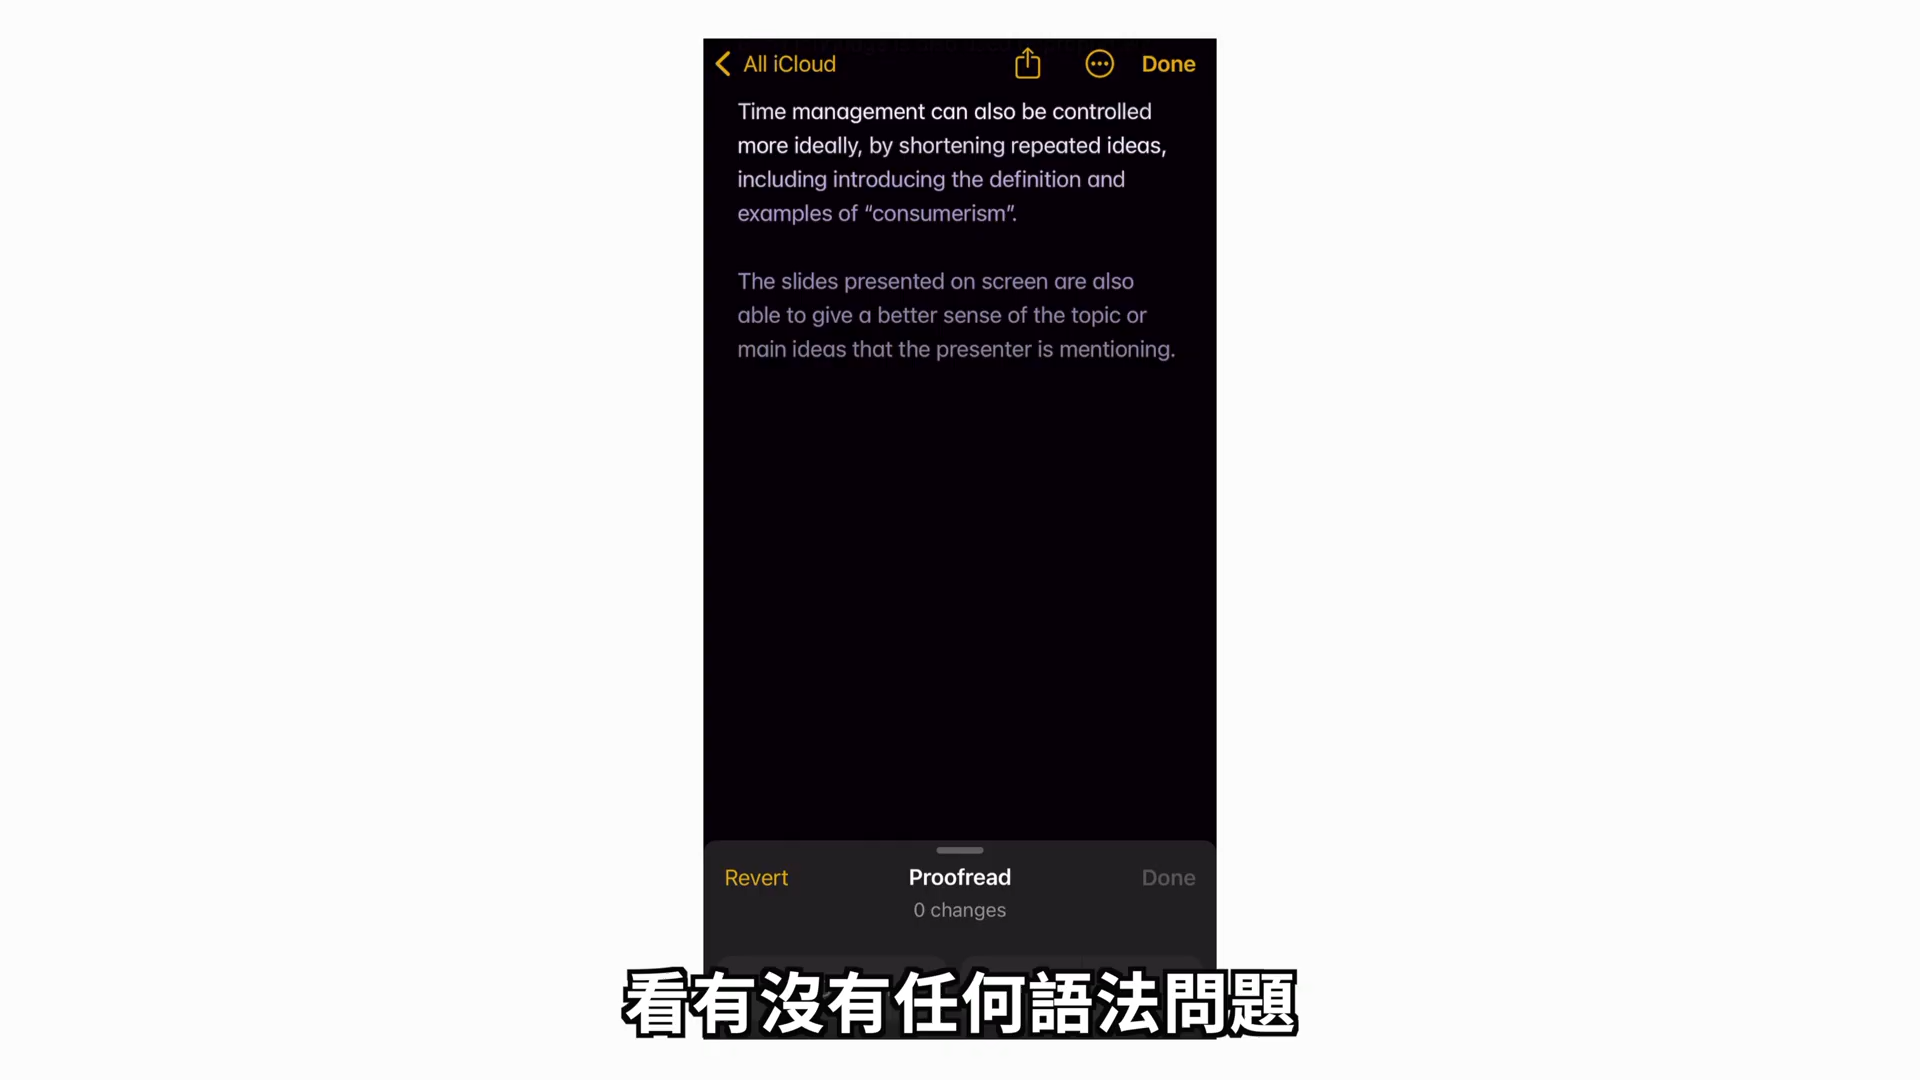 All iCloud
Done
Time management can also be controlled
more ideally, by shortening repeated ideas,
including introducing the definition and
examples of “consumerism”.
The slides presented on screen are also
able to give a better sense of the topic or
main ideas that the presenter is mentioning.
Revert
Proofread
Done
0 changes
看有沒有任何語法問題